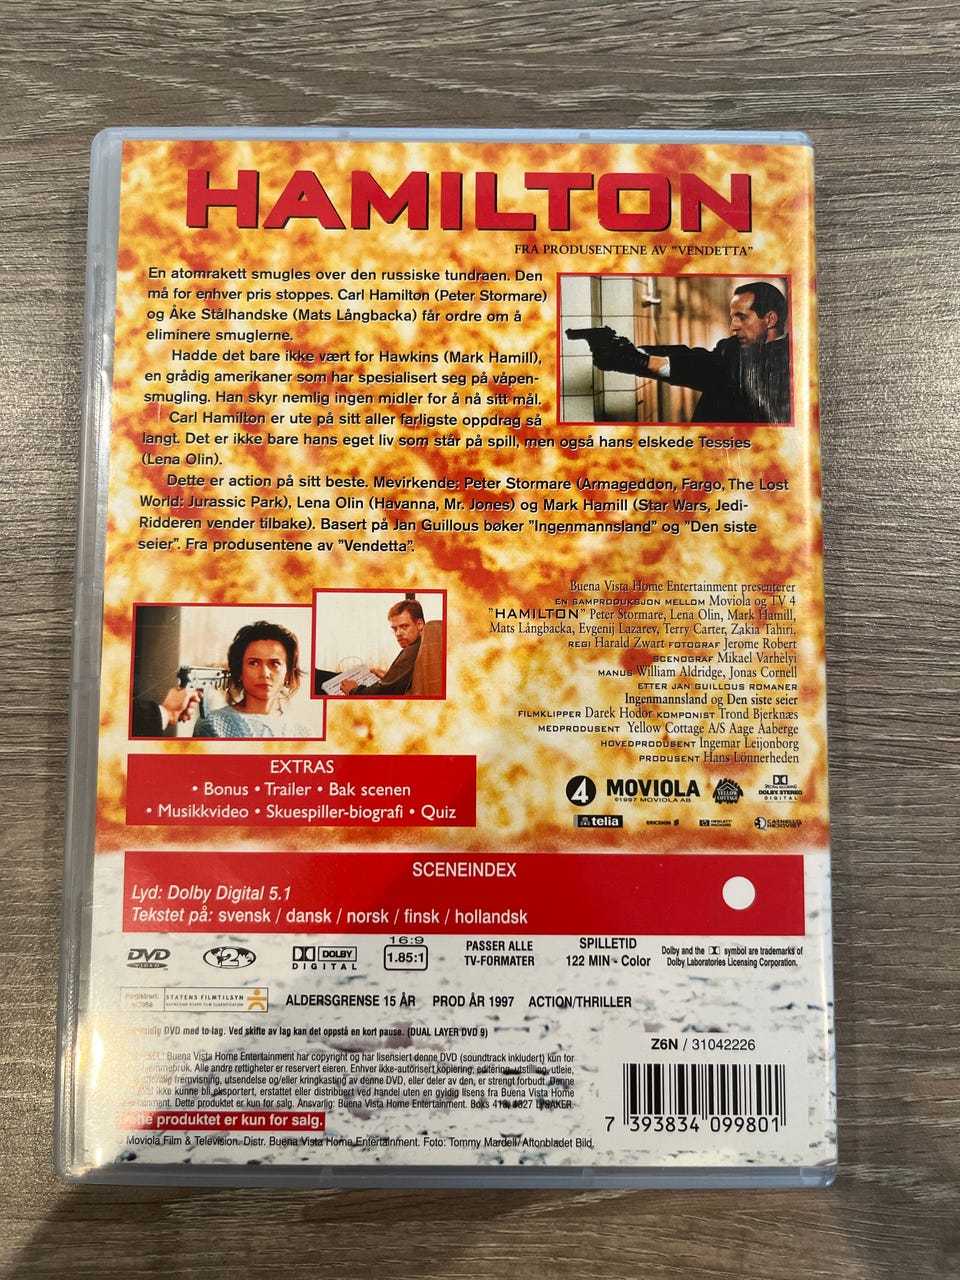 HAMILTON
FRA PRODUSENTENE AV "VENDETTA"
En atomrakett smugles over den russiske tundraen. Den
må for enhver pris stoppes. Carl Hamilton (Peter Stormare)
og Åke Stålhandske (Mats Långbacka) får ordre om å
eliminere smuglerne.
Hadde det bare ikke vært for Hawkins (Mark Hamill),
en grådig amerikaner som har spesialisert seg på våpen-
smugling. Han skyr nemlig ingen midler for å nå sitt mål.
Carl Hamilton er ute på sitt aller farligste oppdrag så
langt. Det er ikke bare hans eget liv som står på spill, men også hans elskede Tessies
(Lena Olin).
Dette er action på sitt beste. Mevirkende: Peter Stormare (Armageddon, Fargo, The Lost
World: Jurassic Park), Lena Olin (Havanna, Mr. Jones) og Mark Hamill (Star Wars, Jedi-
Ridderen vender tilbake). Basert på Jan Guillous bøker "Ingenmannsland" og "Den siste
seier". Fra produsentene av "Vendetta".
Buena Vista Home Entertainment presenterer
EN SAMPRODUKSJON MELLOM Moviola og TV 4
"HAMILTON" Peter Stormare, Lena Olin, Mark Hamill,
Mats Långbacka, Evgenij Lazarev, Terry Carter, Zakia Tahiri.
REGI Harald Zwart FOTOGRAF Jerome Robert
SCENOGRAF Mikael Varhèlyi
MANUS William Aldridge, Jonas Cornell
ETTER JAN GUILLOUS ROMANER
Ingenmannsland og Den siste seier
FILMKLIPPER Darek Hodor KOMPONIST Trond Bjerknæs
MEDPRODUSENT Yellow Cottage A/S Aage Aaberge
HOVEDPRODUSENT Ingemar Leijonborg
PRODUSENT Hans Lönnerheden
EXTRAS
• Bonus • Trailer • Bak scenen
• Musikkvideo • Skuespiller-biografi • Quiz
4 MOVIOLA
©1997 MOVIOLA AB
YELLOW COTTAGE
DOLBY STEREO
DIGITAL
telia ERICSSON HEWLETT PACKARD
SCENEINDEX
Lyd: Dolby Digital 5.1
Tekstet på: svensk / dansk / norsk / finsk / hollandsk
DVD VIDEO
2
DOLBY DIGITAL
16:9
1.85:1
PASSER ALLE
TV-FORMATER
SPILLETID
122 MIN - Color
Dolby and the symbol are trademarks of
Dolby Laboratories Licensing Corporation.
Registrert:
STATENS FILMTILSYN
NORWEGIAN BOARD FILM CLASSIFICATION
ALDERSGRENSE 15 ÅR PROD ÅR 1997 ACTION/THRILLER
DVD med to lag. Ved skifte av lag kan det oppstå en kort pause. (DUAL LAYER DVD 9)
Z6N / 31042226
Buena Vista Home Entertainment har copyright og har lisensiert denne DVD (soundtrack inkludert) kun for
Alle andre rettigheter er reservert eieren. Enhver ikke-autorisert kopiering, editering, utstilling, utleie,
fremvisning, utsendelse og/eller kringkasting av denne DVD, eller deler av den, er strengt forbudt. Denne
ikke kunne bli eksportert, erstattet eller distribuert ved handel uten en gyldig lisens fra Buena Vista Home
Dette produktet er kun for salg. Ansvarlig: Buena Vista Home Entertainment. Boks
Dette produktet er kun for salg.
Moviola Film & Television. Distr. Buena Vista Home Entertainment. Foto: Tommy Mardell/Aftonbladet Bild.
7 393834 099801